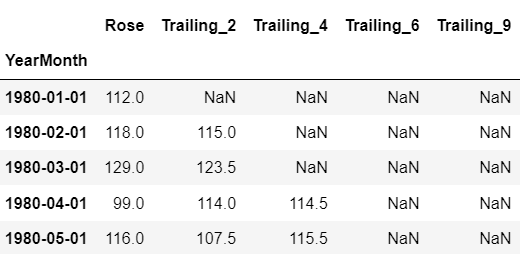 Rose Trailing_2 Trailing_4 Trailing_6 Trailing_9
YearMonth
1980-01-01 112.0 NaN NaN NaN NaN
1980-02-01 118.0 115.0 NaN NaN NaN
1980-03-01 129.0 123.5 NaN NaN NaN
1980-04-01 99.0 114.0 114.5 NaN NaN
1980-05-01 116.0 107.5 115.5 NaN NaN